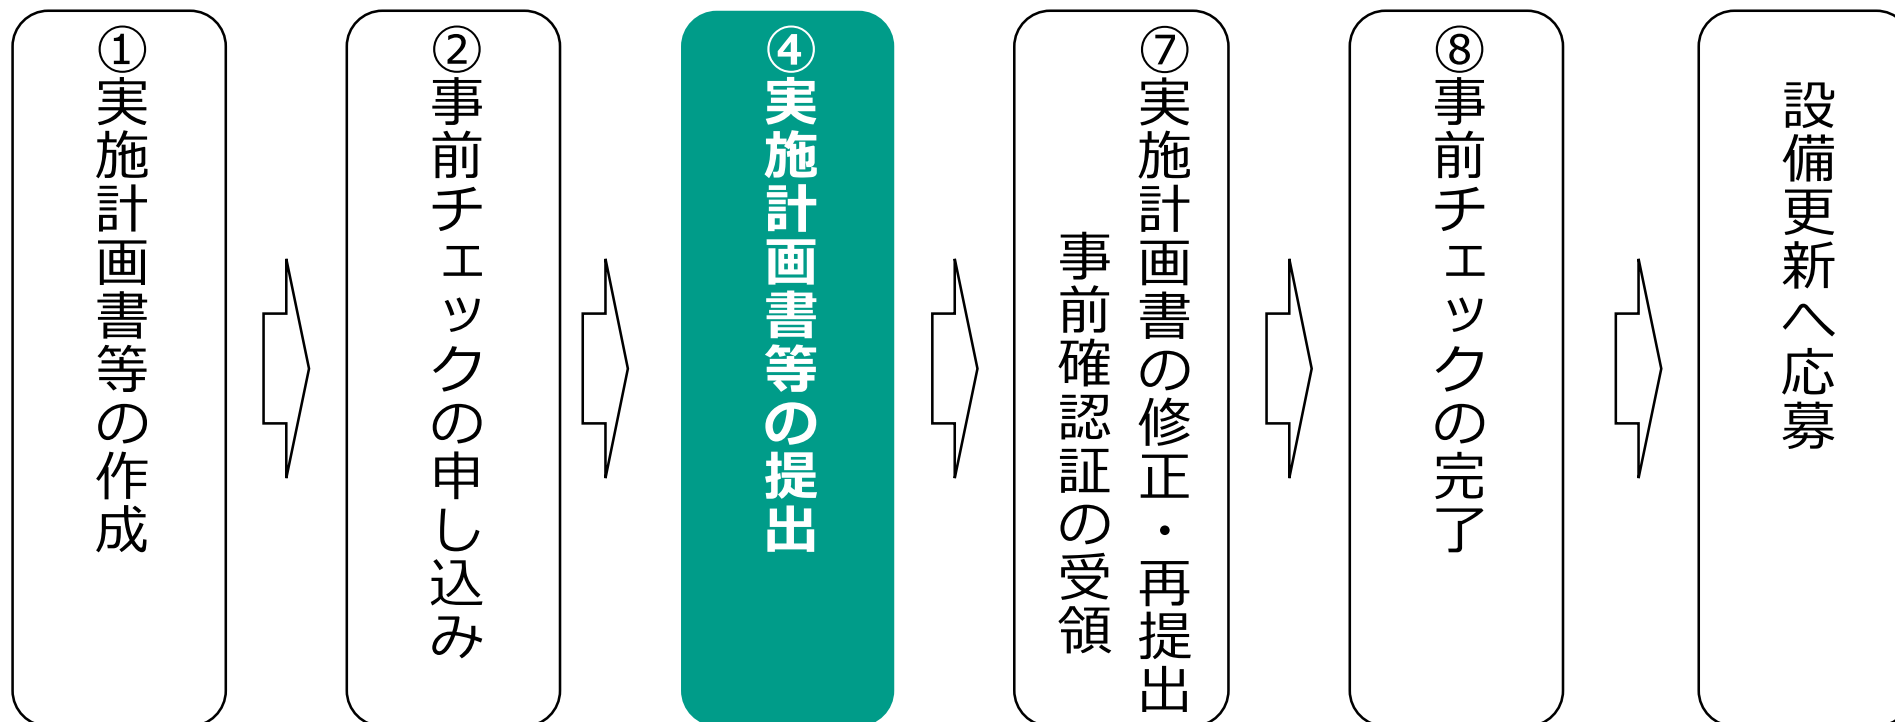 ①実施計画書等の作成
②事前チェックの申し込み
④実施計画書等の提出
⑦実施計画書の修正・再提出
事前確認証の受領
⑧事前チェックの完了
設備更新へ応募